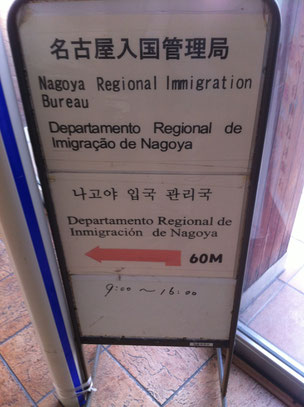 名古屋入国管理局
Nagoya Regional Immigration
Bureau
Departamento Regional de
Imigração de Nagoya
나고야 입국 관리국
Departamento Regional de
Inmigración de Nagoya
60M
9:00 ～ 16:00